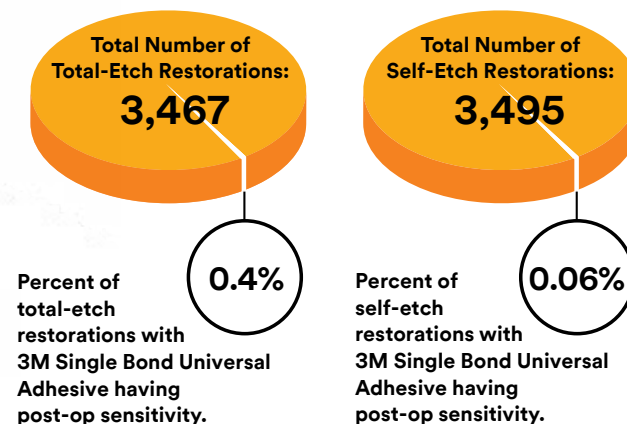 Total Number of
Total-Etch Restorations:
3,467
0.4%
Percent of
total-etch
restorations with
3M Single Bond Universal
Adhesive having
post-op sensitivity.
Total Number of
Self-Etch Restorations:
3,495
0.06%
Percent of
self-etch
restorations with
3M Single Bond Universal
Adhesive having
post-op sensitivity.